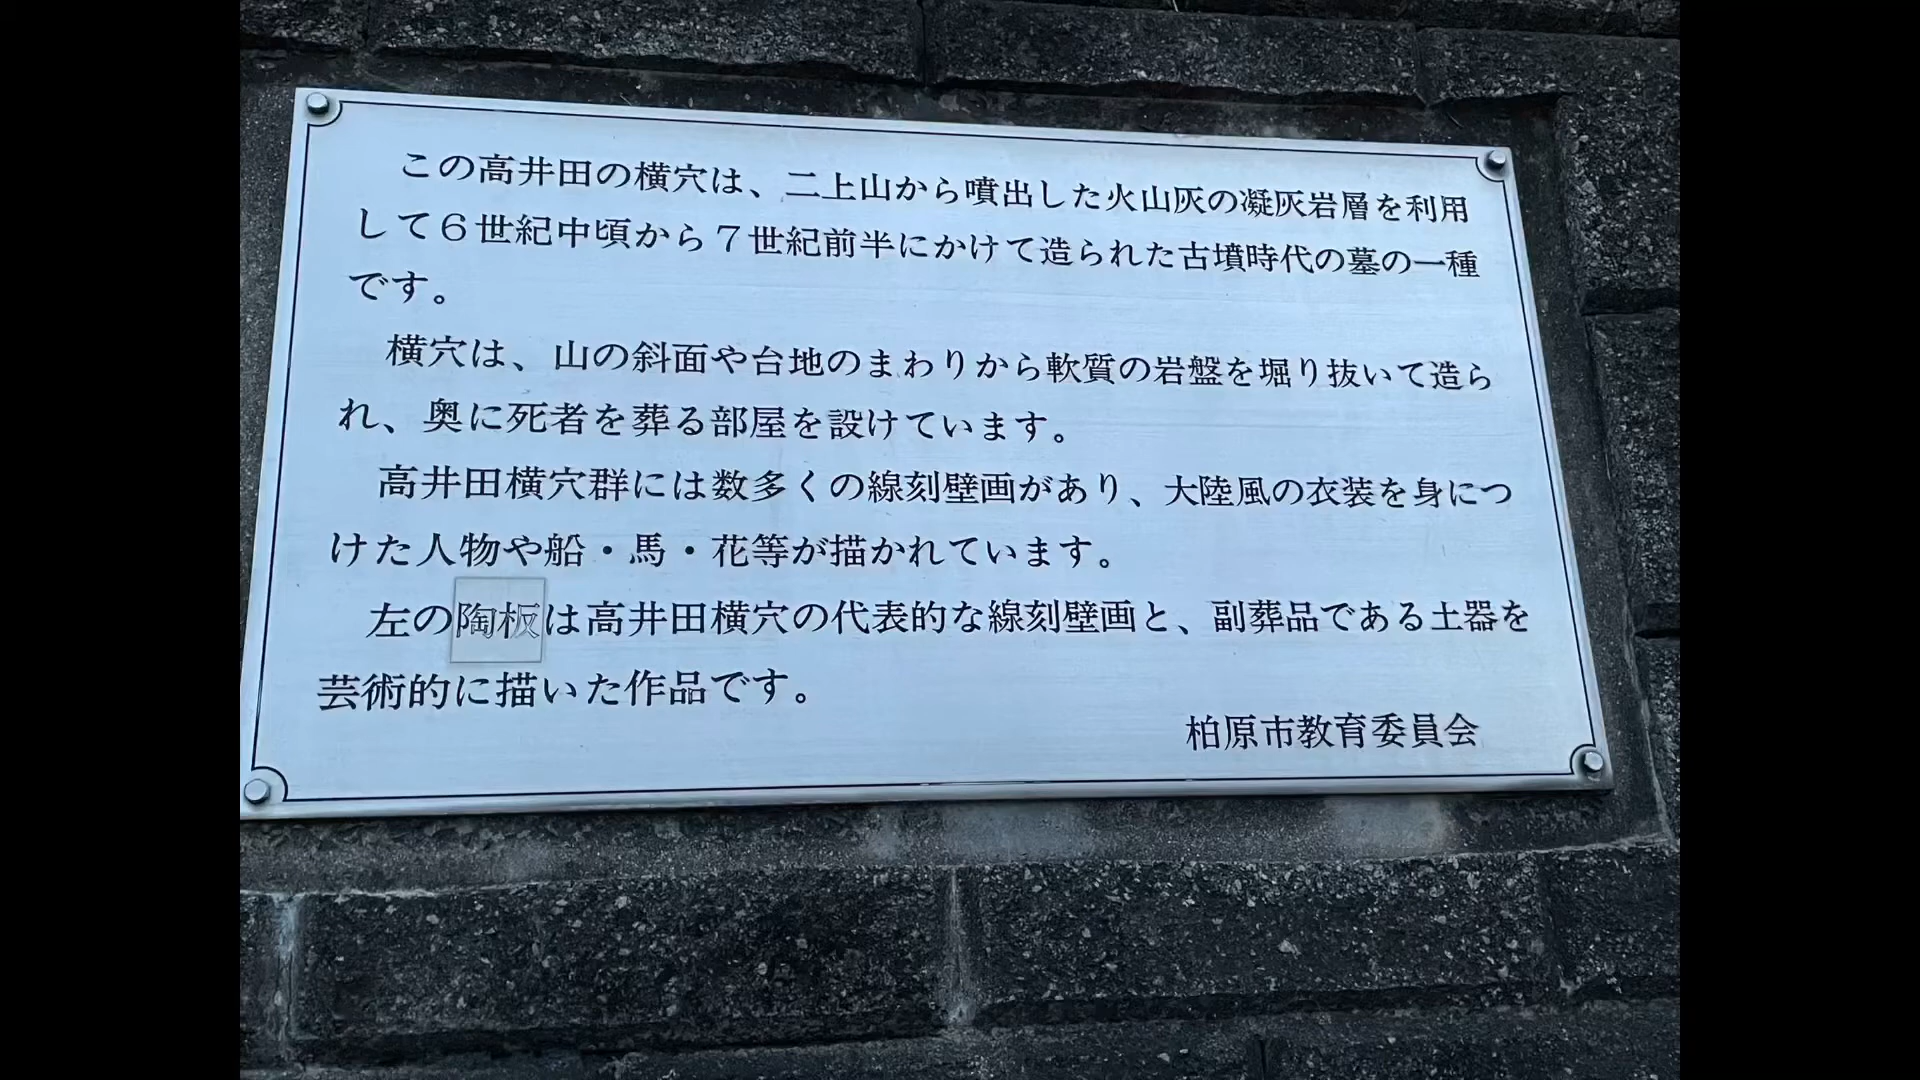 この高井田の横穴は、二上山から噴出した火山灰の凝灰岩層を利用
して６世紀中頃から７世紀前半にかけて造られた古墳時代の墓の一種
です。
横穴は、山の斜面や台地のまわりから軟質の岩盤を堀り抜いて造ら
れ、奥に死者を葬る部屋を設けています。
高井田横穴群には数多くの線刻壁画があり、大陸風の衣装を身につ
けた人物や船・馬・花等が描かれています。
左の陶板は高井田横穴の代表的な線刻壁画と、副葬品である土器を
芸術的に描いた作品です。
柏原市教育委員会